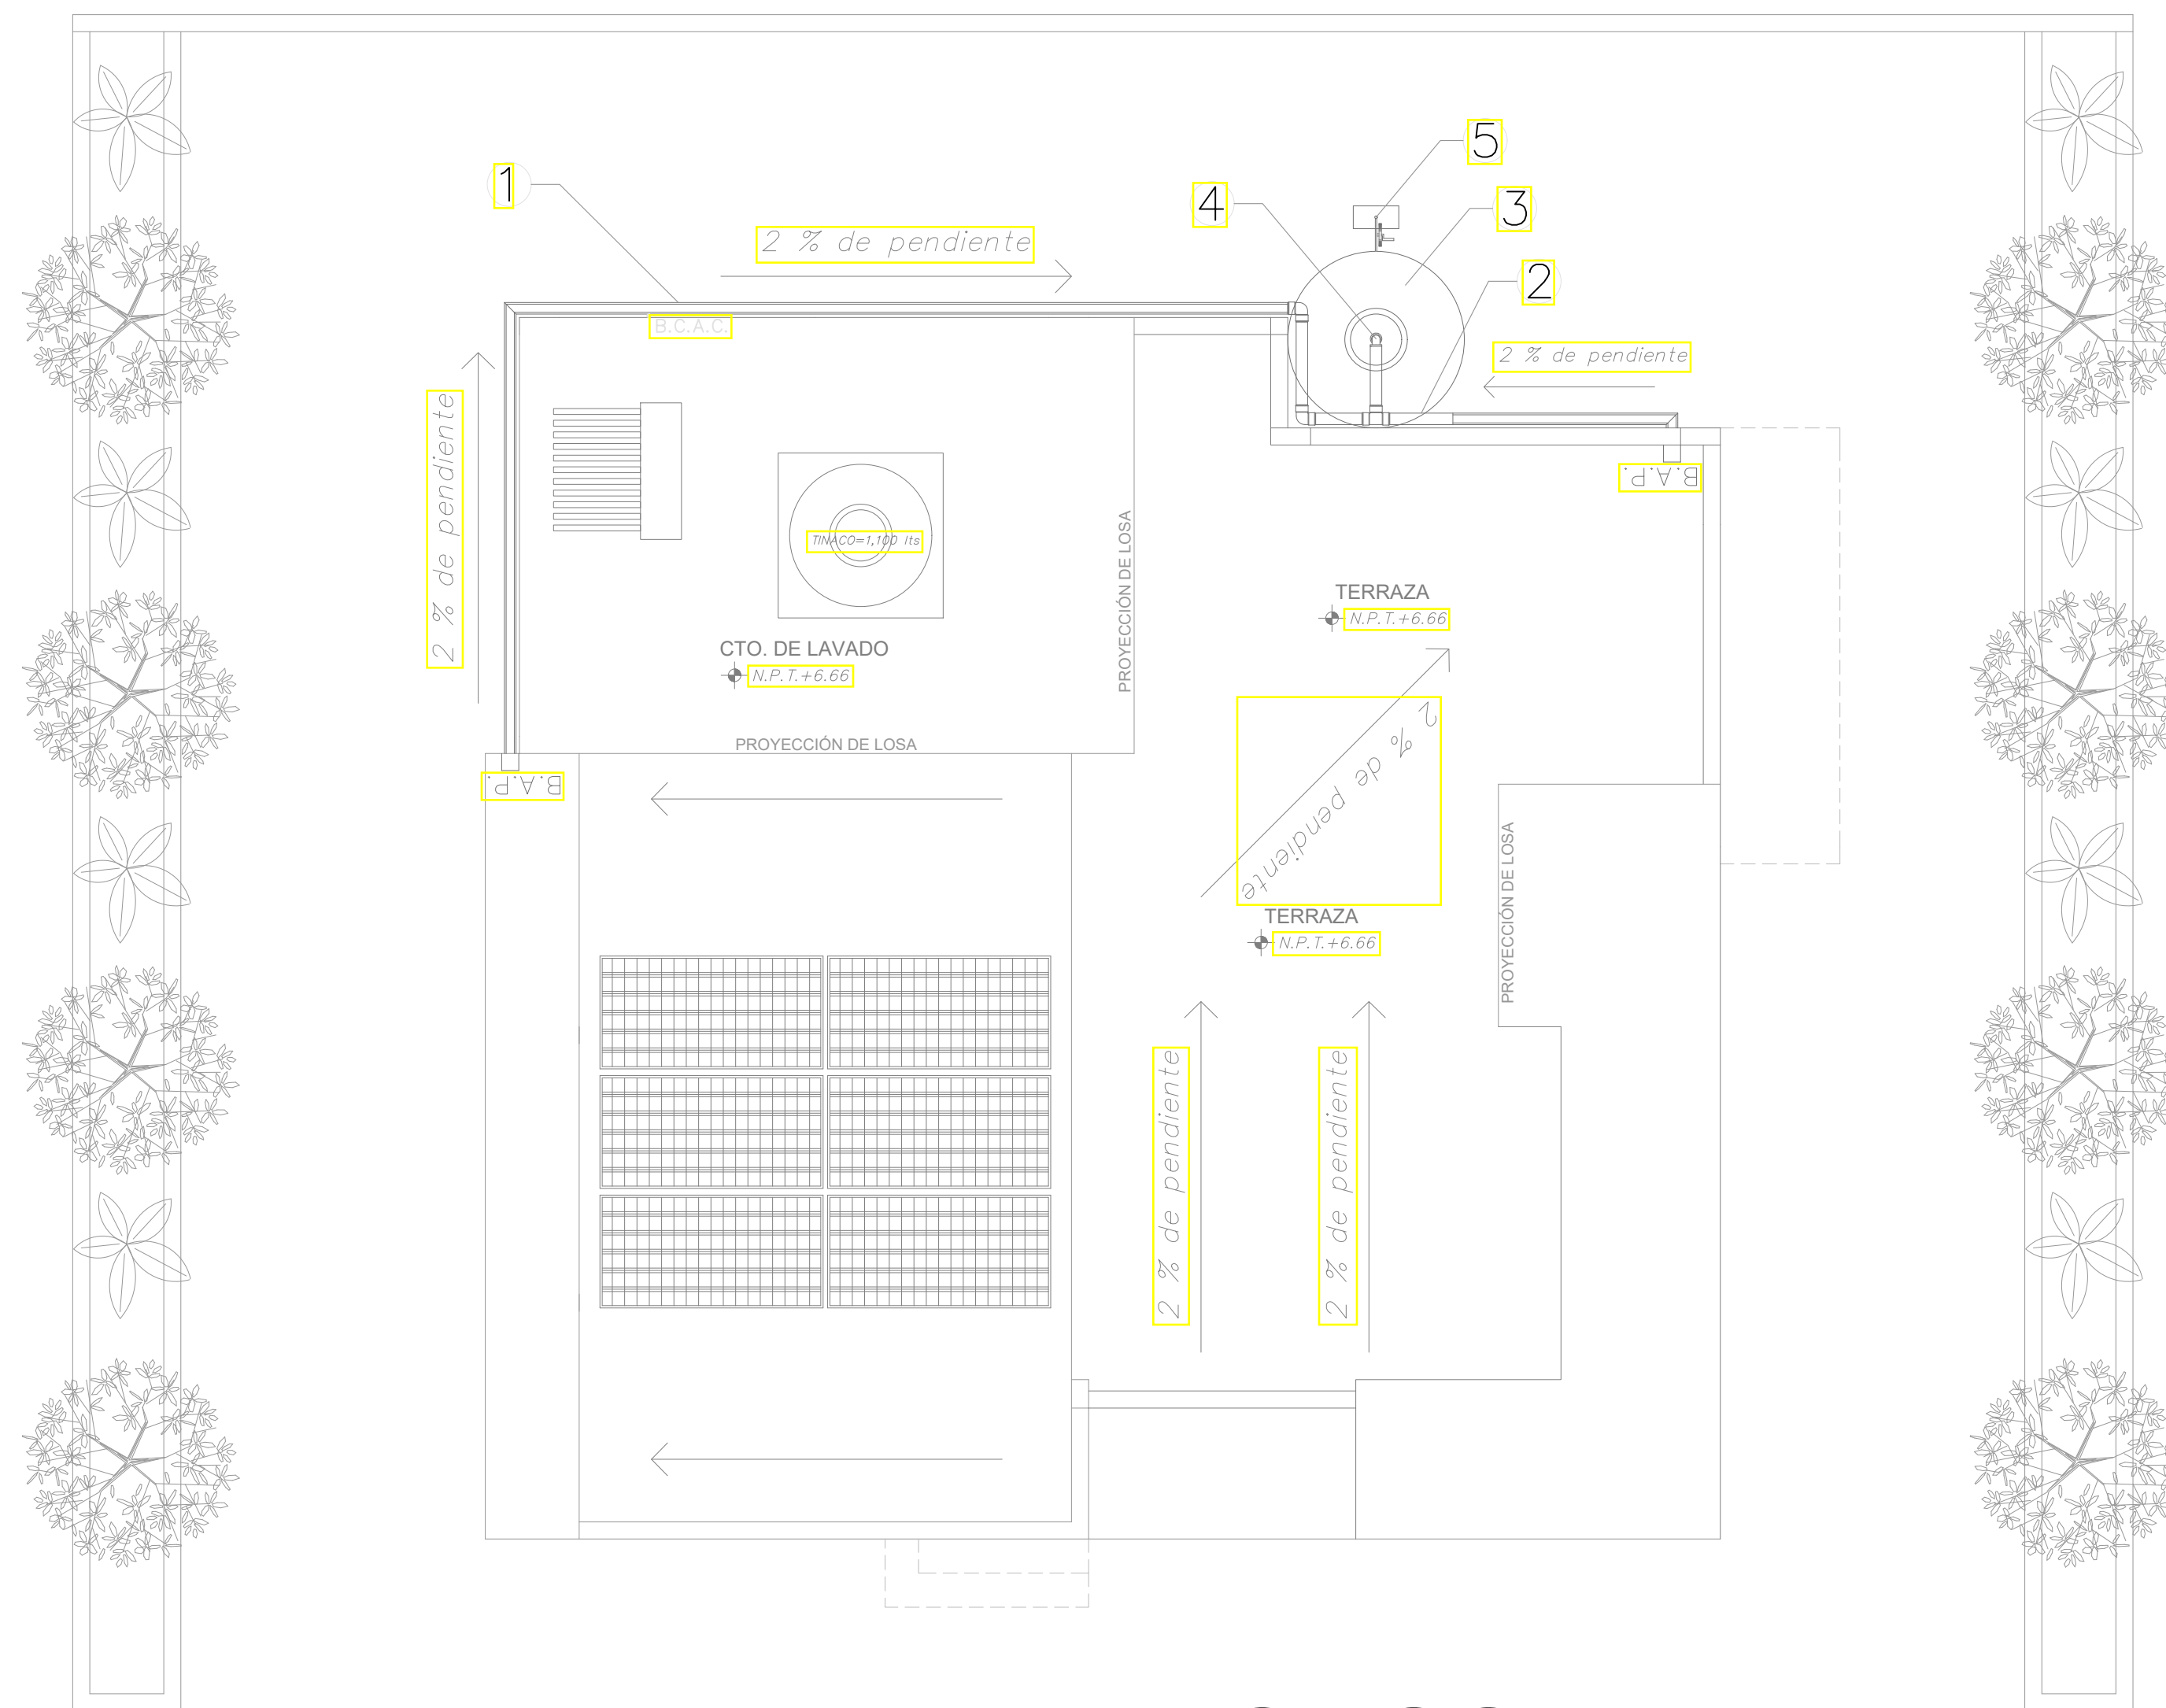 5
1
4
3
2 % de pendiente
2
B.C.A.C.
2 % de pendiente
2 % de pendiente
B.A.P.
TINACO=1,100 lts
PROYECCIÓN DE LOSA
TERRAZA
N.P.T.+6.66
CTO. DE LAVADO
N.P.T.+6.66
PROYECCIÓN DE LOSA
B.A.P.
2 % de pendiente
PROYECCIÓN DE LOSA
TERRAZA
N.P.T.+6.66
2 % de pendiente
2 % de pendiente